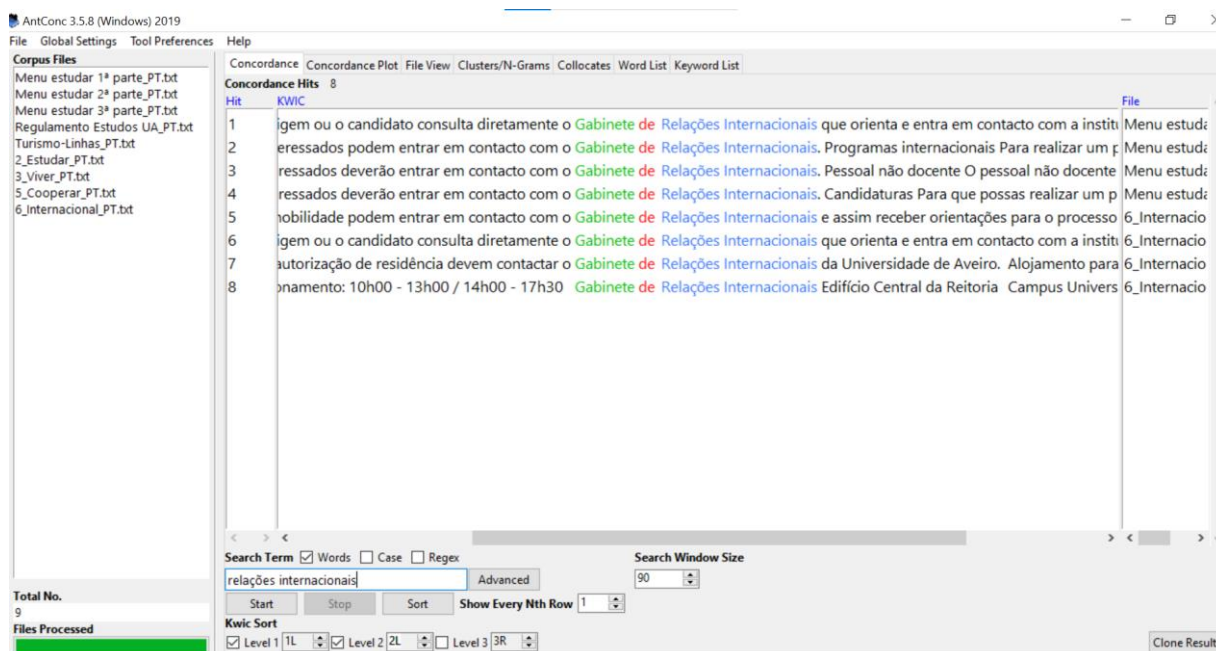 AntConc 3.5.8 (Windows) 2019
File Global Settings Tool Preferences Help
Corpus Files
Menu estudar 1ª parte_PT.txt
Menu estudar 2ª parte_PT.txt
Menu estudar 3ª parte_PT.txt
Regulamento Estudos UA_PT.txt
Turismo-Linhas_PT.txt
2_Estudar_PT.txt
3_Viver_PT.txt
5_Cooperar_PT.txt
6_Internacional_PT.txt
Total No.
9
Files Processed
Concordance Concordance Plot File View Clusters/N-Grams Collocates Word List Keyword List
Concordance Hits 8
Hit KWIC File
1 igem ou o candidato consulta diretamente o Gabinete de Relações Internacionais que orienta e entra em contacto com a institu Menu estuda
2 eressados podem entrar em contacto com o Gabinete de Relações Internacionais. Programas internacionais Para realizar um p Menu estuda
3 ressados deverão entrar em contacto com o Gabinete de Relações Internacionais. Pessoal não docente O pessoal não docente Menu estuda
4 ressados deverão entrar em contacto com o Gabinete de Relações Internacionais. Candidaturas Para que possas realizar um p Menu estuda
5 nobilidade podem entrar em contacto com o Gabinete de Relações Internacionais e assim receber orientações para o processo 6_Internacio
6 igem ou o candidato consulta diretamente o Gabinete de Relações Internacionais que orienta e entra em contacto com a institu 6_Internacio
7 autorização de residência devem contactar o Gabinete de Relações Internacionais da Universidade de Aveiro. Alojamento para 6_Internacio
8 onamento: 10h00 - 13h00 / 14h00 - 17h30 Gabinete de Relações Internacionais Edifício Central da Reitoria Campus Univers 6_Internacio
Search Term Words Case Regex Search Window Size
relações internacionais Advanced 90
Start Stop Sort Show Every Nth Row 1
Kwic Sort
Level 1 1L Level 2 2L Level 3 3R Clone Result